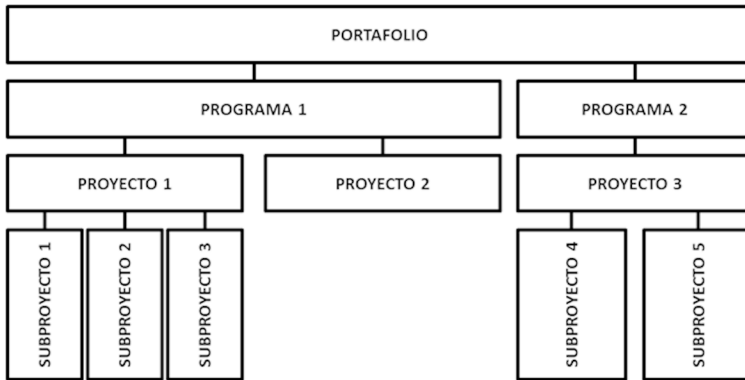 PORTAFOLIO
PROGRAMA 1
PROGRAMA 2
PROYECTO 1
PROYECTO 2
PROYECTO 3
SUBPROYECTO 1
SUBPROYECTO 2
SUBPROYECTO 3
SUBPROYECTO 4
SUBPROYECTO 5